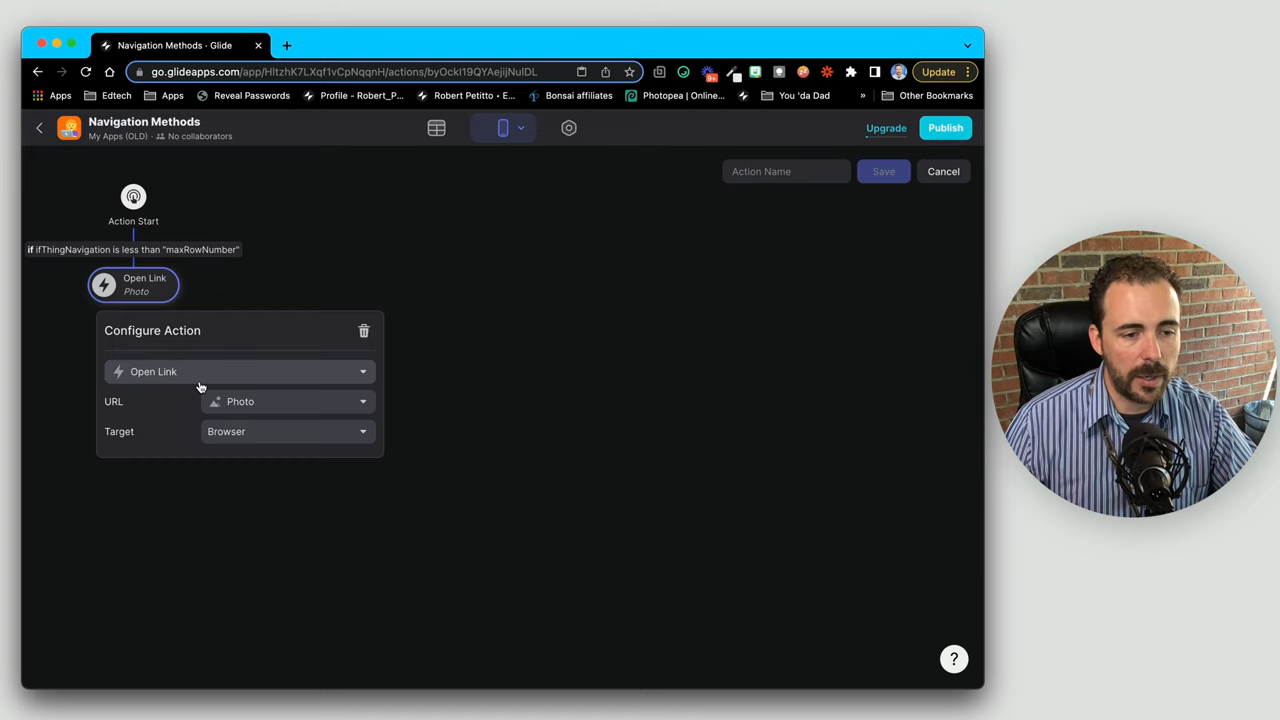 Navigation Methods · Glide
go.glideapps.com/app/HItzhK7LXqf1vCpNqqnH/actions/byOckI19QYAejijNulDL
9+
Update
Apps
Edtech
Apps
Reveal Passwords
Profile - Robert_P...
Robert Petitto • E...
Bonsai affiliates
Photopea | Online...
You 'da Dad
»
Other Bookmarks
Navigation Methods
My Apps (OLD) · No collaborators
Upgrade
Publish
Action Name
Save
Cancel
Action Start
if ifThingNavigation is less than "maxRowNumber"
Open Link
Photo
Configure Action
Open Link
URL
Photo
Target
Browser
?